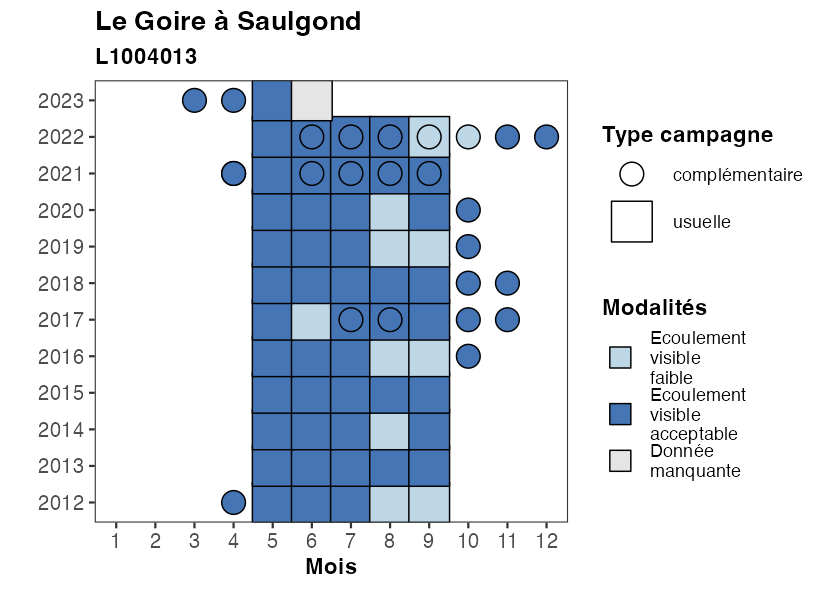 Le Goire à Saulgond
L1004013
2023
2022
2021
2020
2019
2018
2017
2016
2015
2014
2013
2012
1 2 3 4 5 6 7 8 9 10 11 12
Mois
Type campagne
complémentaire
usuelle
Modalités
Ecoulement
visible
faible
Ecoulement
visible
acceptable
Donnée
manquante